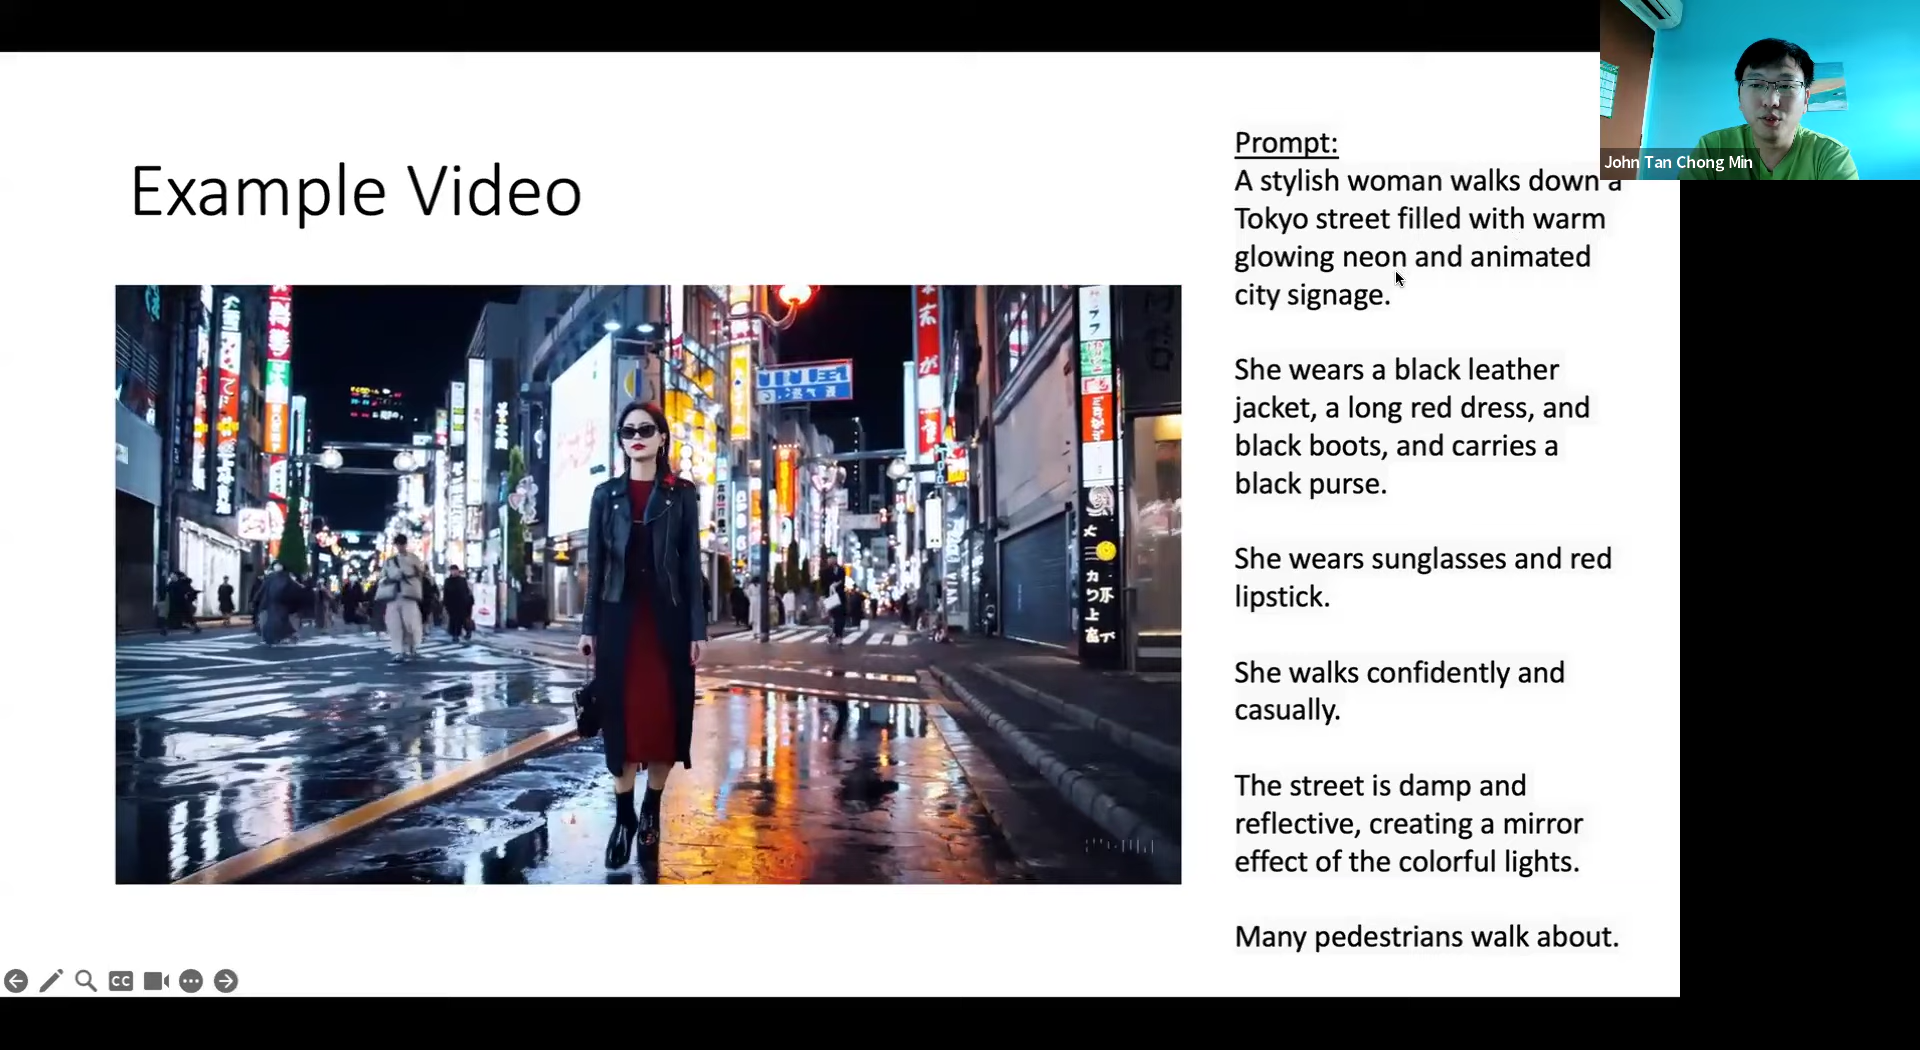 Example Video
Prompt:
A stylish woman walks down a
Tokyo street filled with warm
glowing neon and animated
city signage.
She wears a black leather
jacket, a long red dress, and
black boots, and carries a
black purse.
She wears sunglasses and red
lipstick.
She walks confidently and
casually.
The street is damp and
reflective, creating a mirror
effect of the colorful lights.
Many pedestrians walk about.
John Tan Chong Min
CC